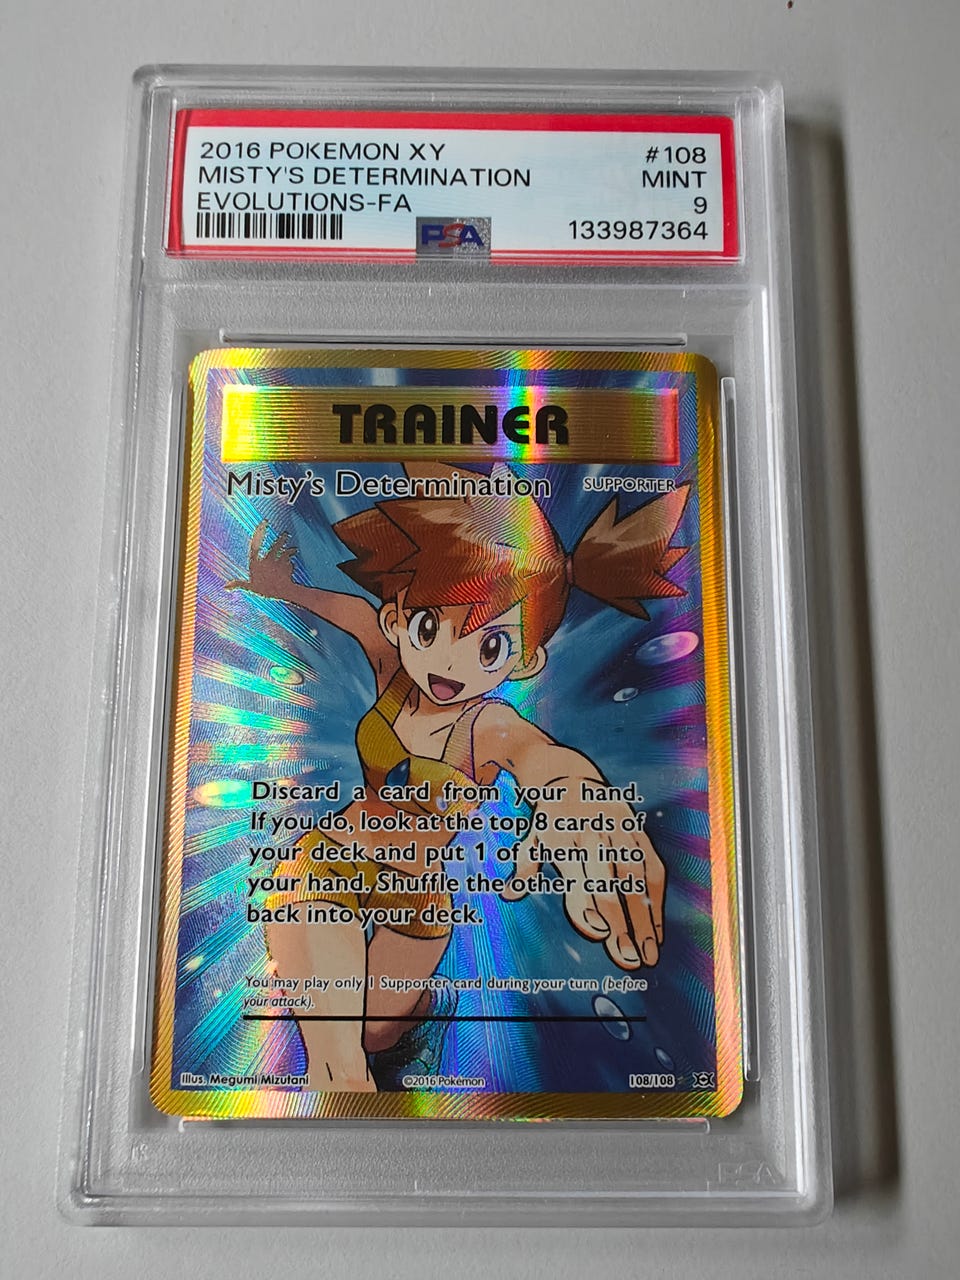 2016 POKEMON XY #108
MISTY'S DETERMINATION MINT
EVOLUTIONS-FA 9
PSA 133987364
TRAINER
Misty's Determination SUPPORTER
Discard a card from your hand.
If you do, look at the top 8 cards of
your deck and put 1 of them into
your hand. Shuffle the other cards
back into your deck.
You may play only 1 Supporter card during your turn (before
your attack).
Illus. Megumi Mizutani ©2016 Pokémon 108/108
PSA